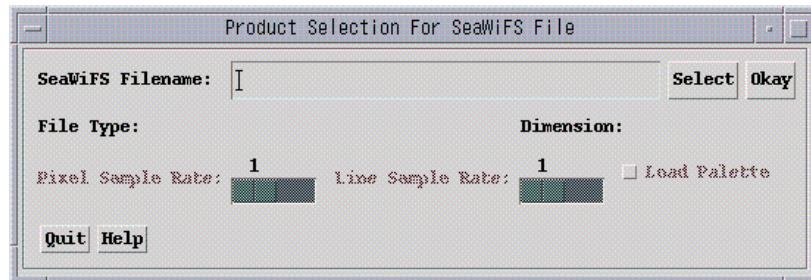 Product Selection For SeaWiFS File
SeaWiFS Filename: Select Okay
File Type: Dimension:
1 1
Pixel Sample Rate: Line Sample Rate: Load Palette
Quit Help